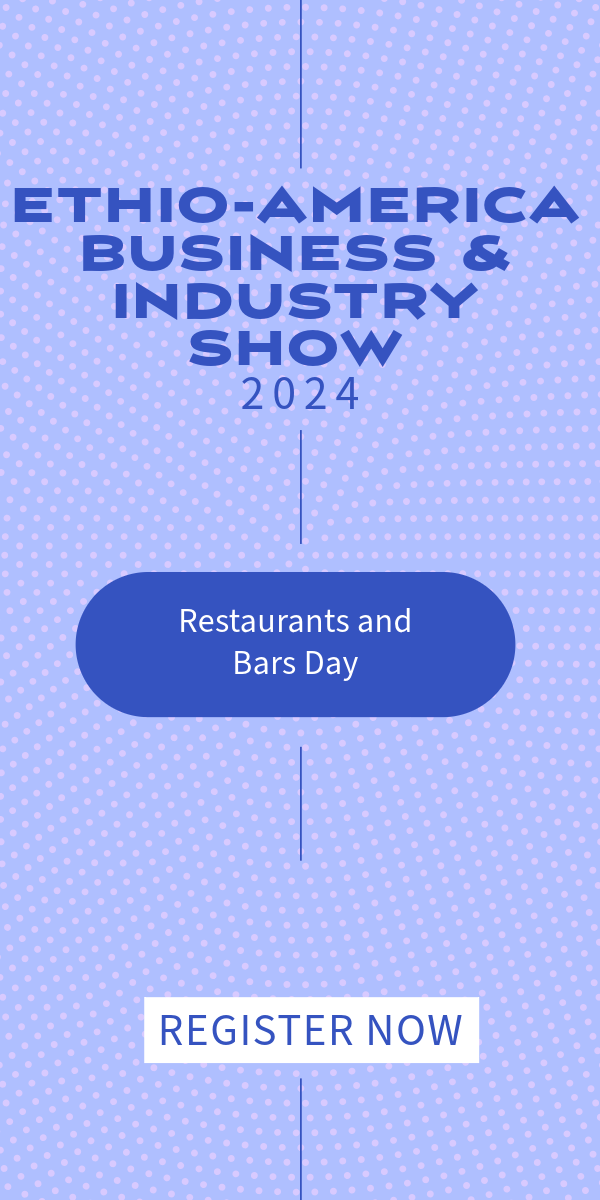 ETHIO-AMERICA
BUSINESS &
INDUSTRY
SHOW
2024
Restaurants and
Bars Day
REGISTER NOW